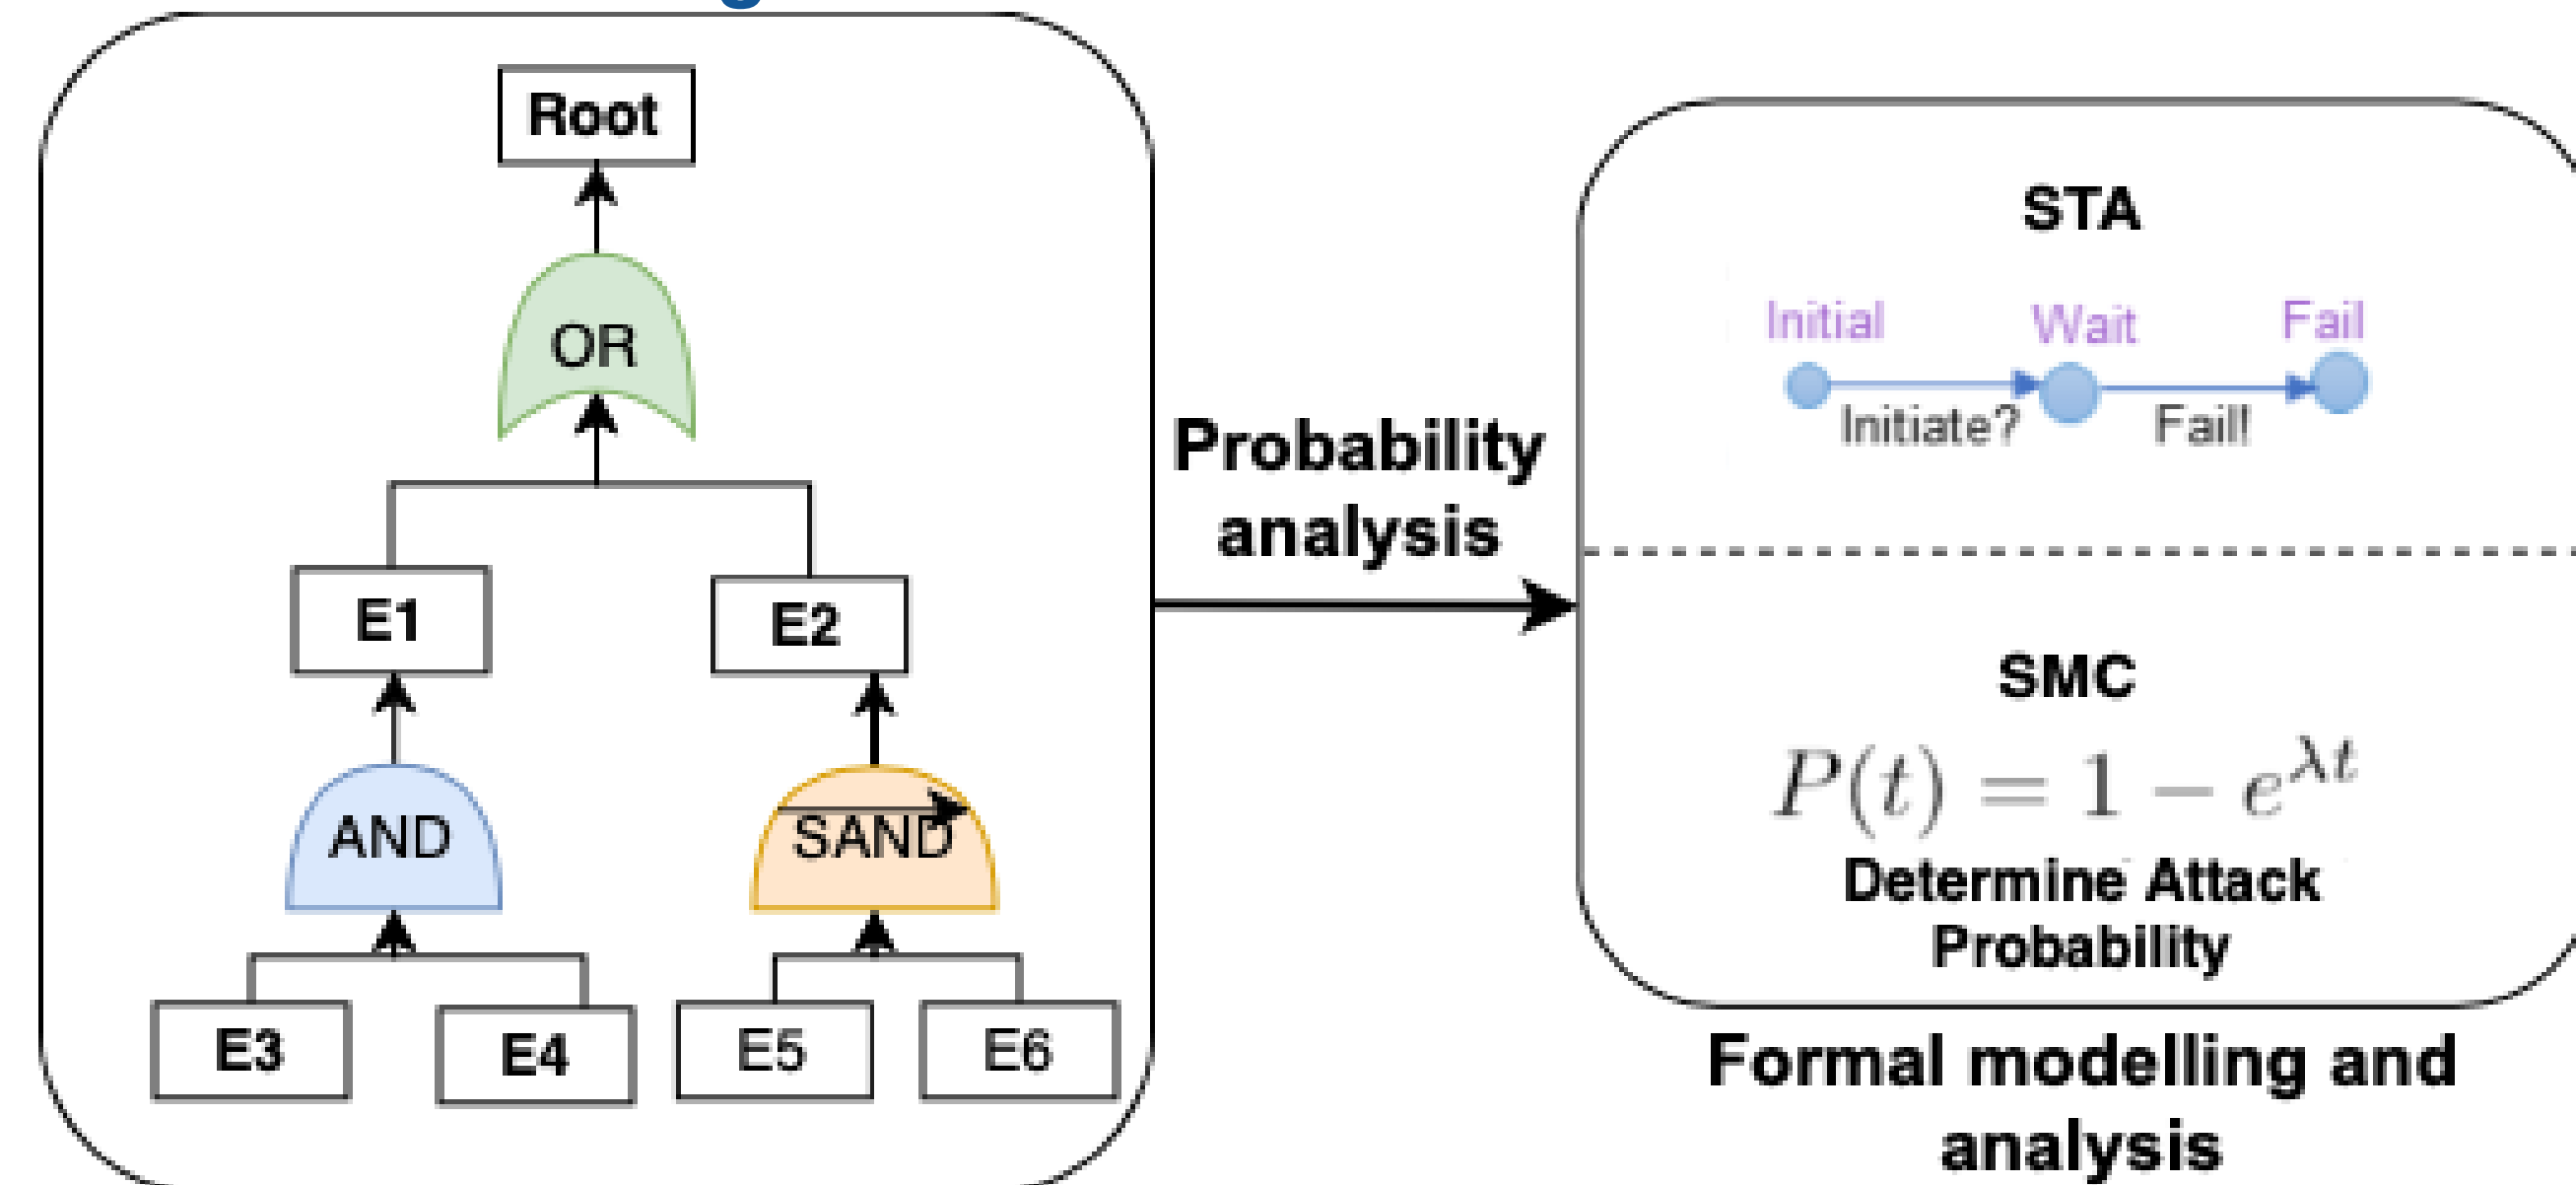 Root
OR
E1
E2
AND
SAND
E3
E4
E5
E6
Probability
analysis
STA
Initial
Wait
Fail
Initiate?
Fail!
SMC
P(t) = 1 − e^{λt}
Determine Attack
Probability
Formal modelling and
analysis